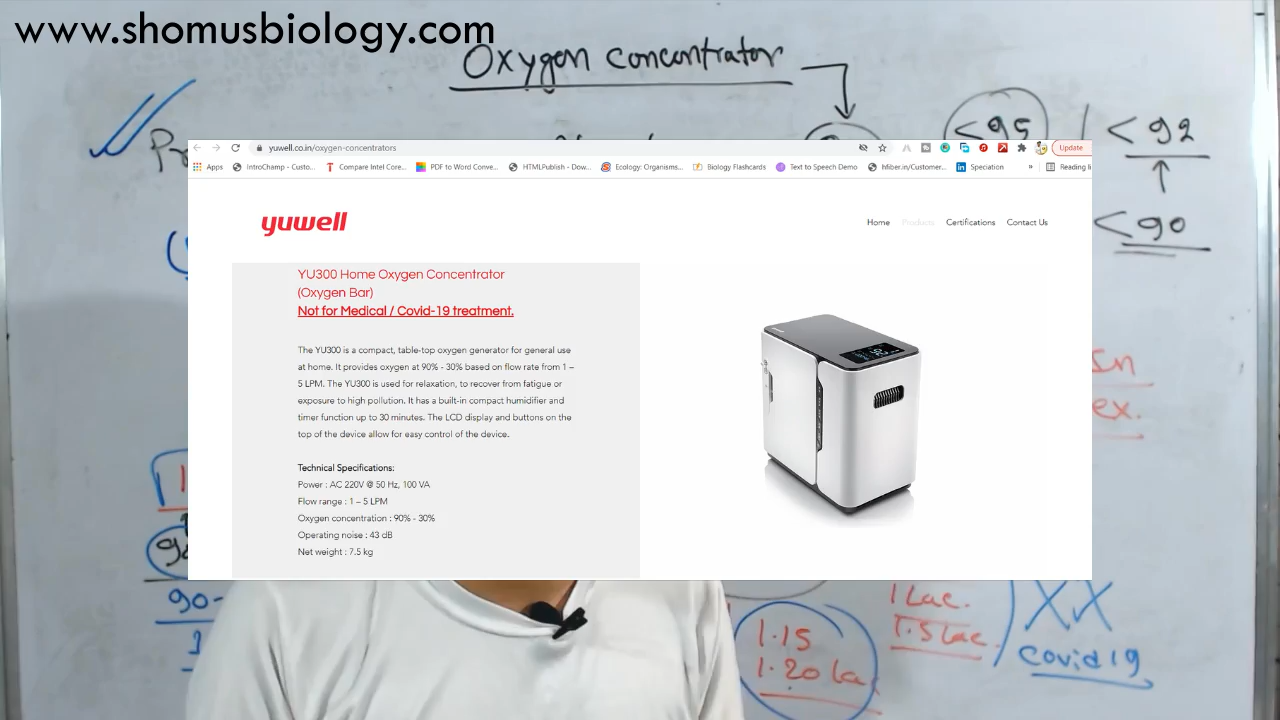 www.shomusbiology.com
Oxygen concentrator
<95 / <92
<90
yuwell.co.in/oxygen-concentrators
Update
Apps IntroChamp - Custo... Compare Intel Core... PDF to Word Conve... HTMLPublish - Dow... Ecology: Organisms... Biology Flashcards Text to Speech Demo hfiber.in/Customer... Speciation » Reading
yuwell
Home Products Certifications Contact Us
YU300 Home Oxygen Concentrator
(Oxygen Bar)
Not for Medical / Covid-19 treatment.
The YU300 is a compact, table-top oxygen generator for general use
at home. It provides oxygen at 90% - 30% based on flow rate from 1 –
5 LPM. The YU300 is used for relaxation, to recover from fatigue or
exposure to high pollution. It has a built-in compact humidifier and
timer function up to 30 minutes. The LCD display and buttons on the
top of the device allow for easy control of the device.
Technical Specifications:
Power : AC 220V @ 50 Hz, 100 VA
Flow range : 1 – 5 LPM
Oxygen concentration : 90% - 30%
Operating noise : 43 dB
Net weight : 7.5 kg
ex.
90-
1.15
1.20 La
1 Lac.
1.5 Lac.
XX
Covid19